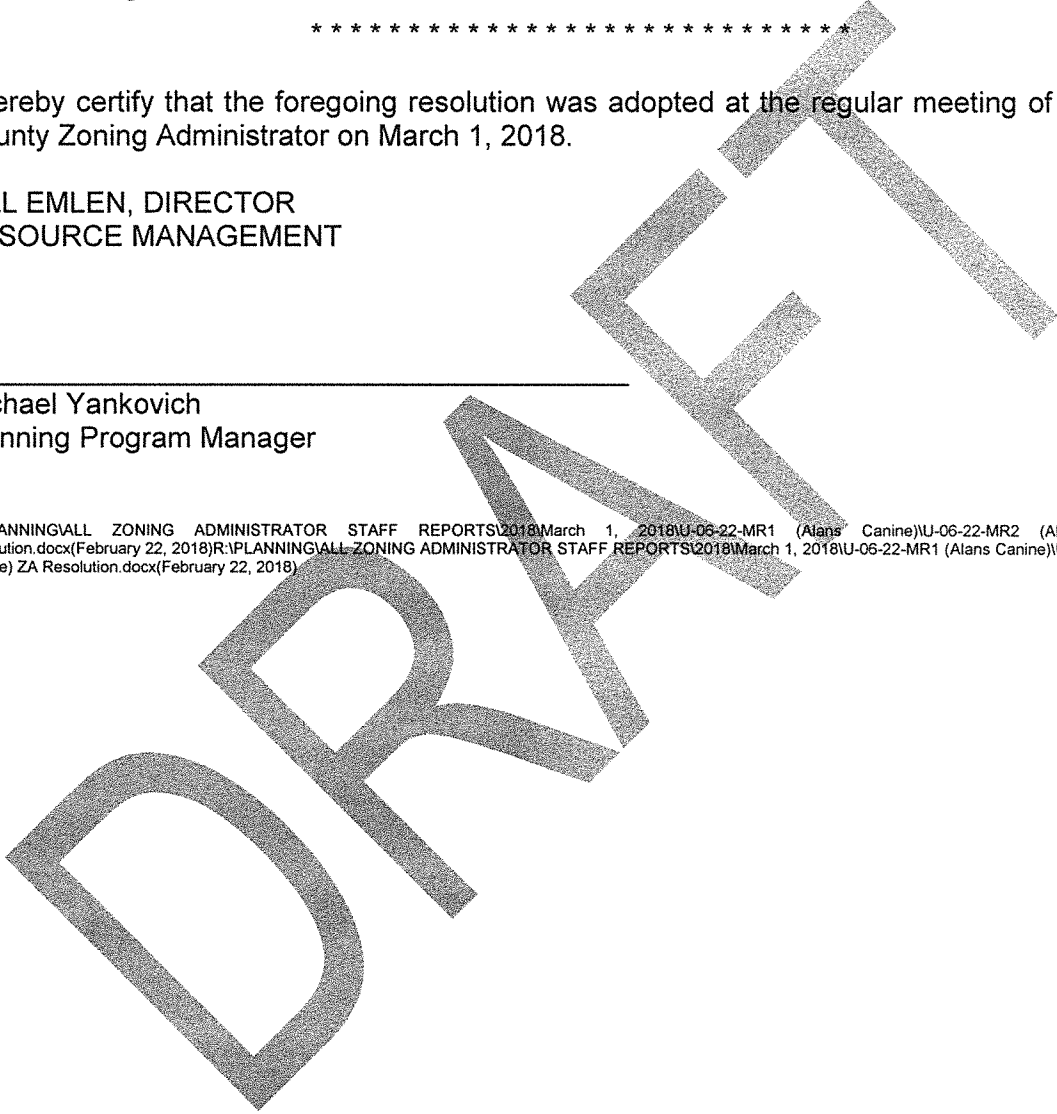 * * * * * * * * * * * * * * * * * * * * * * * * * * * *
ereby certify that the foregoing resolution was adopted at the regular meeting of
unty Zoning Administrator on March 1, 2018.
L EMLEN, DIRECTOR
SOURCE MANAGEMENT
chael Yankovich
nning Program Manager
ANNING\ALL ZONING ADMINISTRATOR STAFF REPORTS\2018\March 1, 2018\U-06-22-MR1 (Alans Canine)\U-06-22-MR2 (Al
ution.docx(February 22, 2018)R:\PLANNING\ALL ZONING ADMINISTRATOR STAFF REPORTS\2018\March 1, 2018\U-06-22-MR1 (Alans Canine)\
e) ZA Resolution.docx(February 22, 2018)
DRAFT